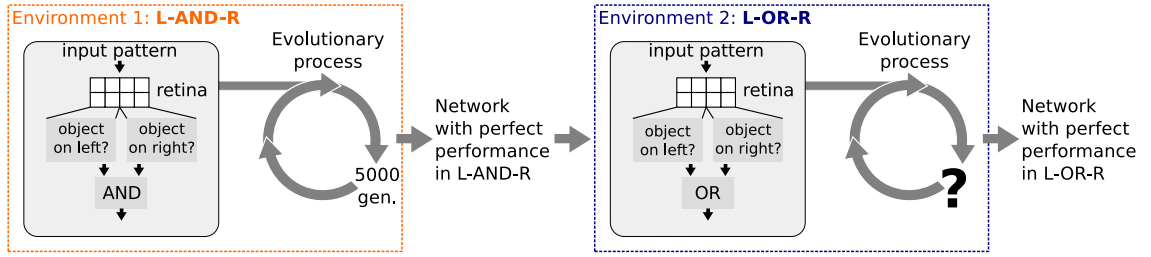 Environment 1: L-AND-R
input pattern
retina
object
on left?
object
on right?
AND
Evolutionary
process
5000
gen.
Network
with perfect
performance
in L-AND-R
Environment 2: L-OR-R
input pattern
retina
object
on left?
object
on right?
OR
Evolutionary
process
?
Network
with perfect
performance
in L-OR-R